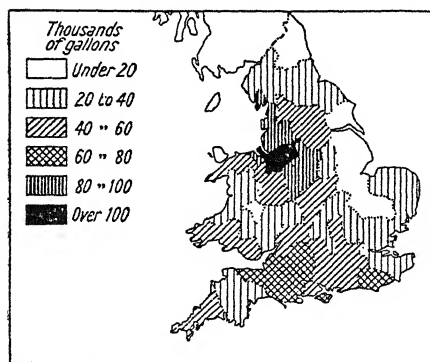 Thousands
of gallons
Under 20
20 to 40
40 " 60
60 " 80
80 " 100
Over 100